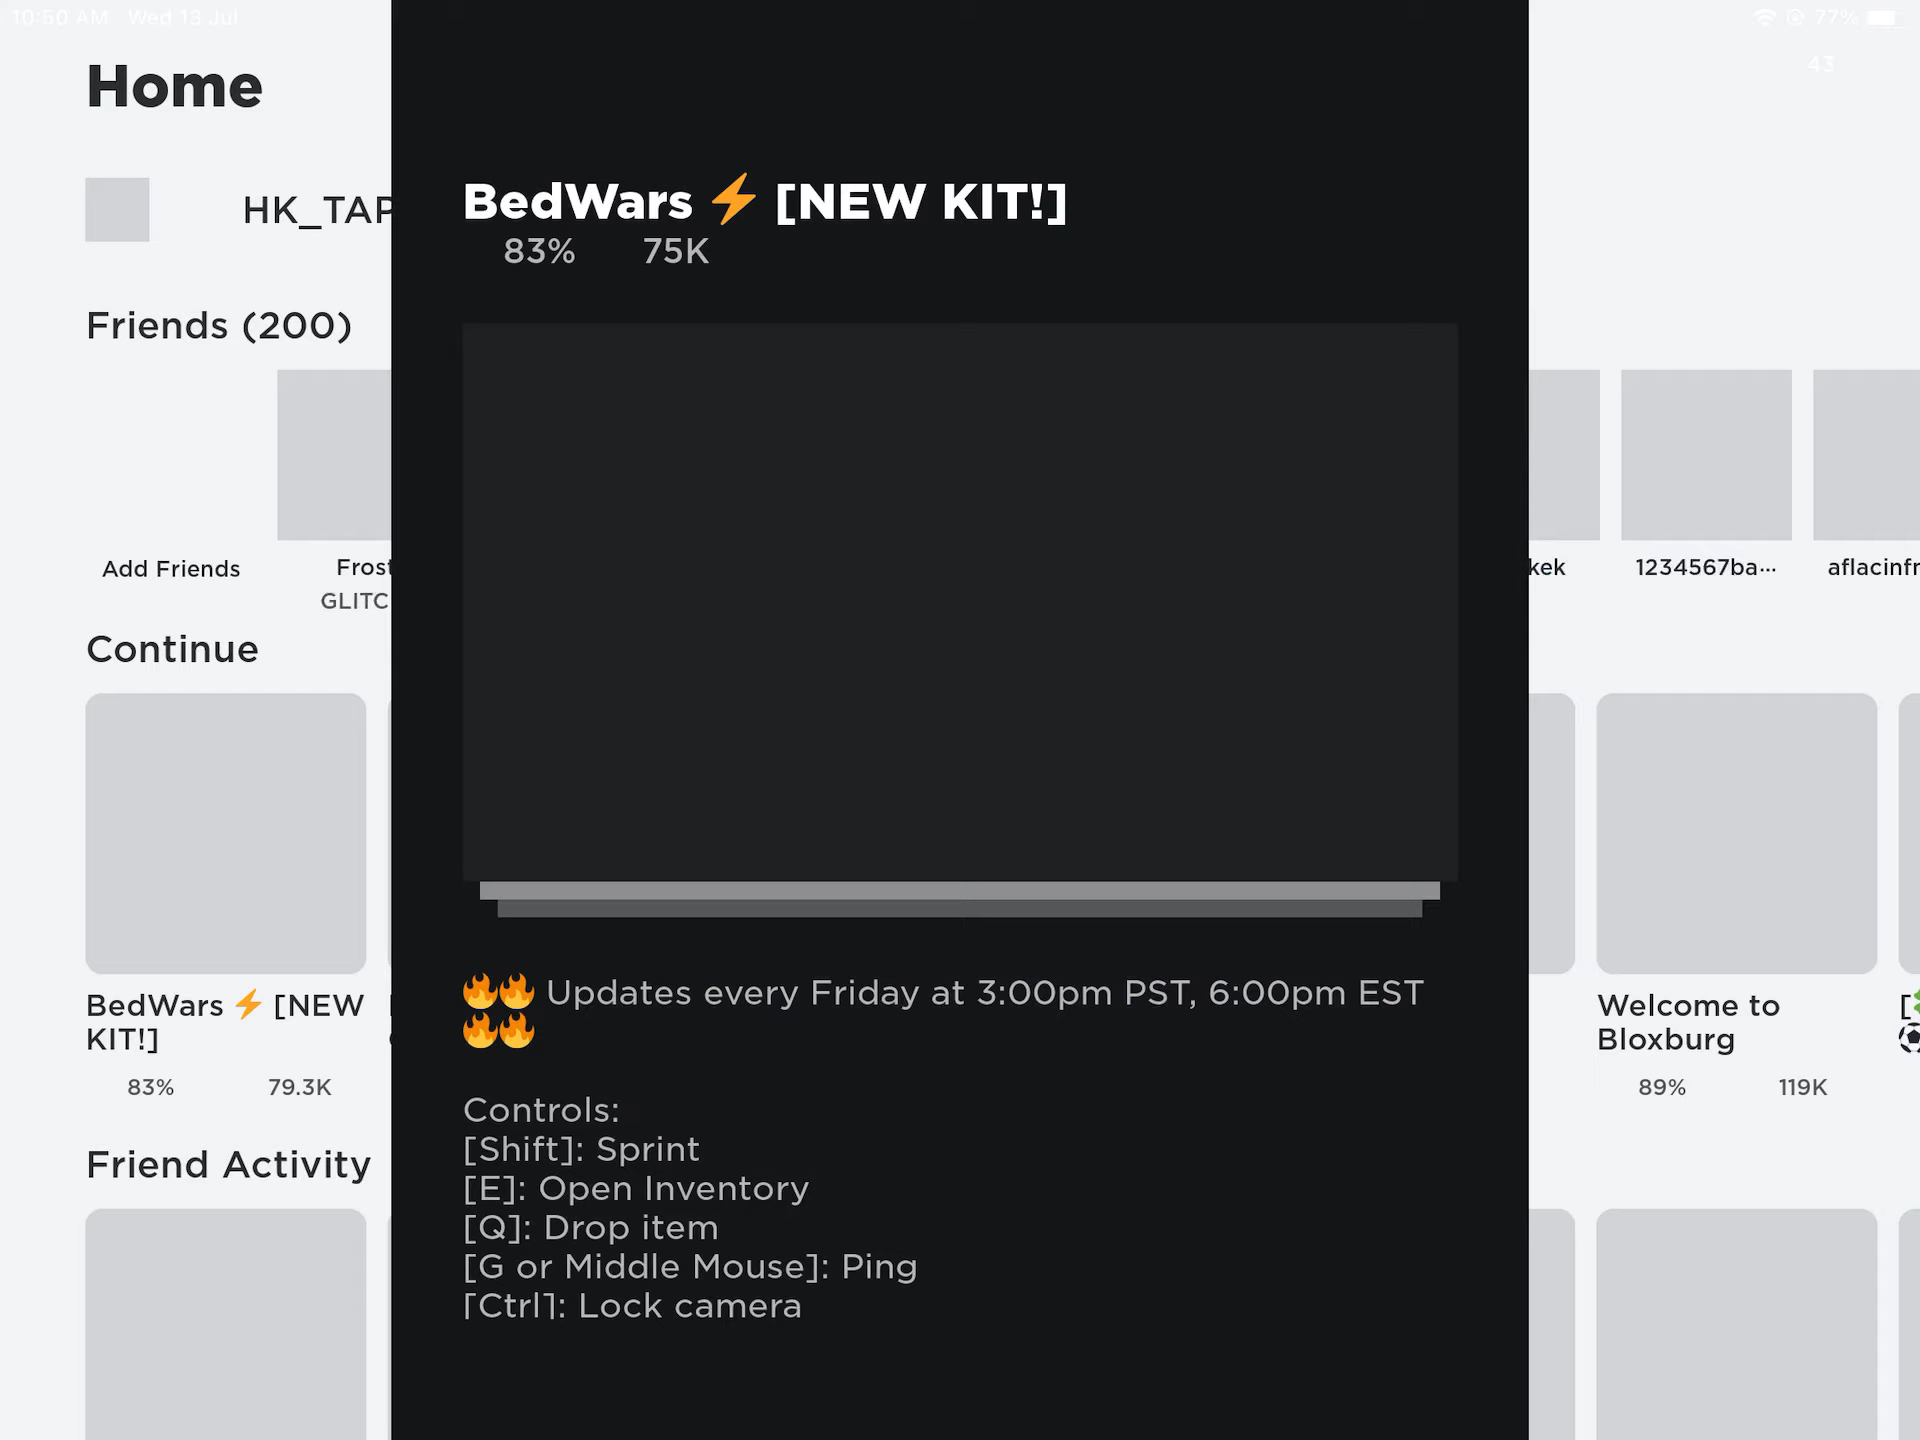 10:50 AM Wed 13 Jul
77%
43
Home
HK_TAP
Friends (200)
Add Friends
Frost
GLITC
kek
1234567ba...
aflacinfr
Continue
BedWars ⚡ [NEW
KIT!]
83% 79.3K
Welcome to
Bloxburg
89% 119K
[
Friend Activity
BedWars ⚡ [NEW KIT!]
83% 75K
🔥🔥 Updates every Friday at 3:00pm PST, 6:00pm EST
🔥🔥
Controls:
[Shift]: Sprint
[E]: Open Inventory
[Q]: Drop item
[G or Middle Mouse]: Ping
[Ctrl]: Lock camera